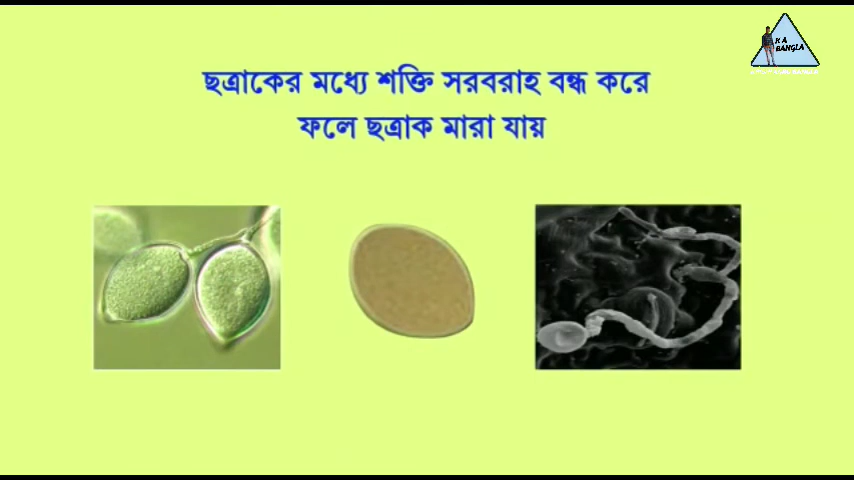 K A
BANGLA
ছত্রাকের মধ্যে শক্তি সরবরাহ বন্ধ করে
ফলে ছত্রাক মারা যায়